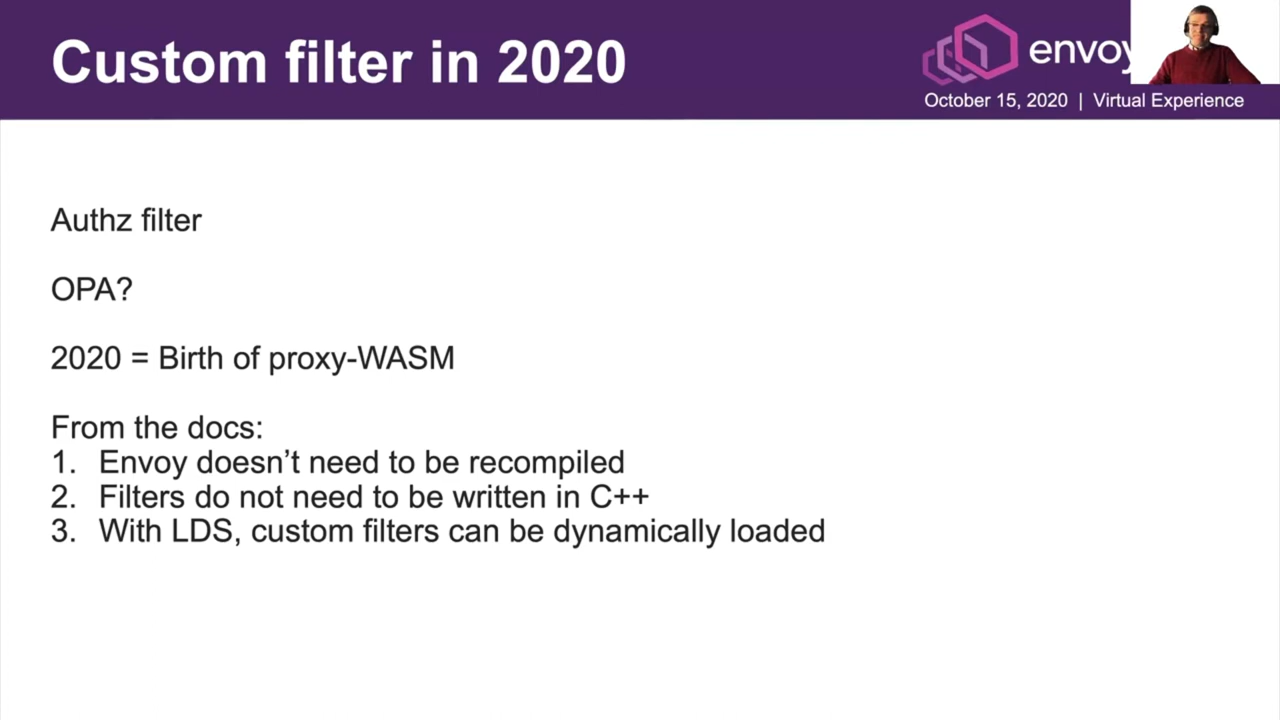 Custom filter in 2020
envoy
October 15, 2020 | Virtual Experience
Authz filter
OPA?
2020 = Birth of proxy-WASM
From the docs:
1. Envoy doesn’t need to be recompiled
2. Filters do not need to be written in C++
3. With LDS, custom filters can be dynamically loaded